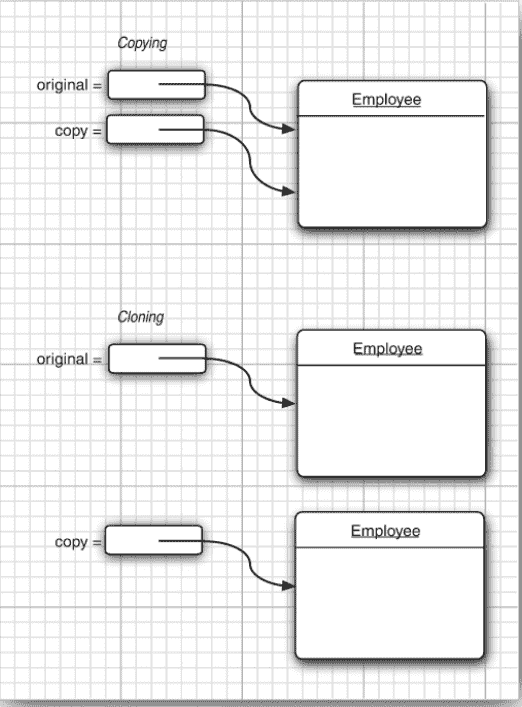 Copying
original =
Employee
copy =
Cloning
original =
Employee
copy =
Employee